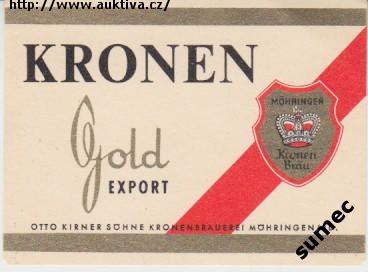 http://www.auktiva.cz/
KRONEN
MÖHRINGEN
Kronen
Bräu
Gold
EXPORT
OTTO KIRNER SÖHNE KRONENBRAUEREI MÖHRINGEN
sumec